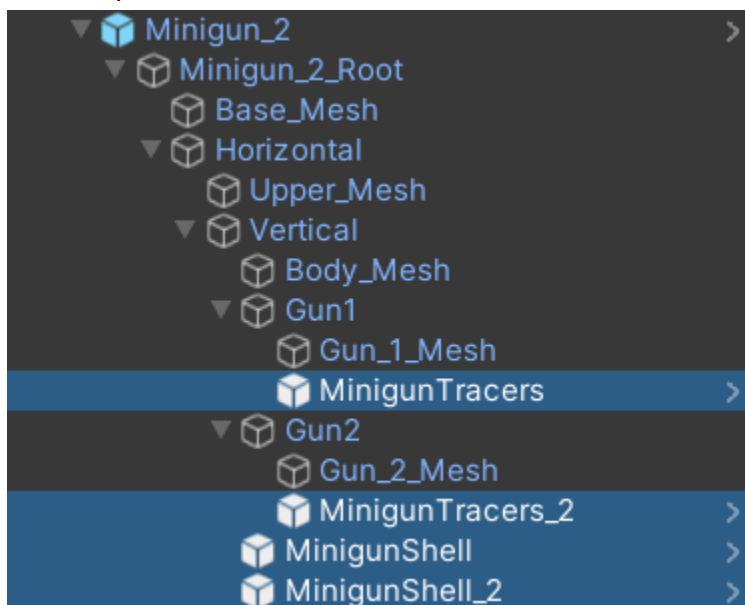 Minigun_2
Minigun_2_Root
Base_Mesh
Horizontal
Upper_Mesh
Vertical
Body_Mesh
Gun1
Gun_1_Mesh
MinigunTracers
Gun2
Gun_2_Mesh
MinigunTracers_2
MinigunShell
MinigunShell_2